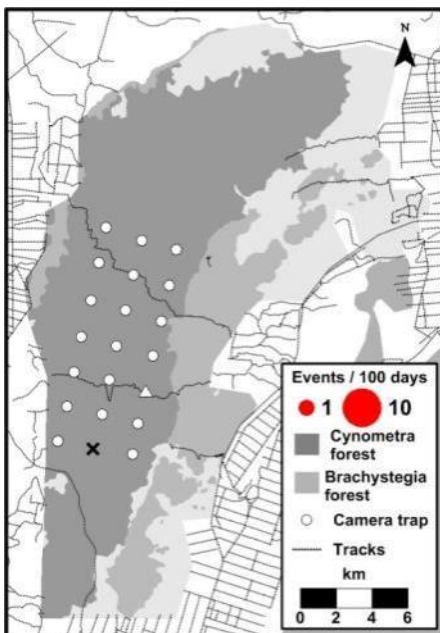 N
Events / 100 days
1 10
Cynometra
forest
Brachystegia
forest
Camera trap
Tracks
km
0 2 4 6